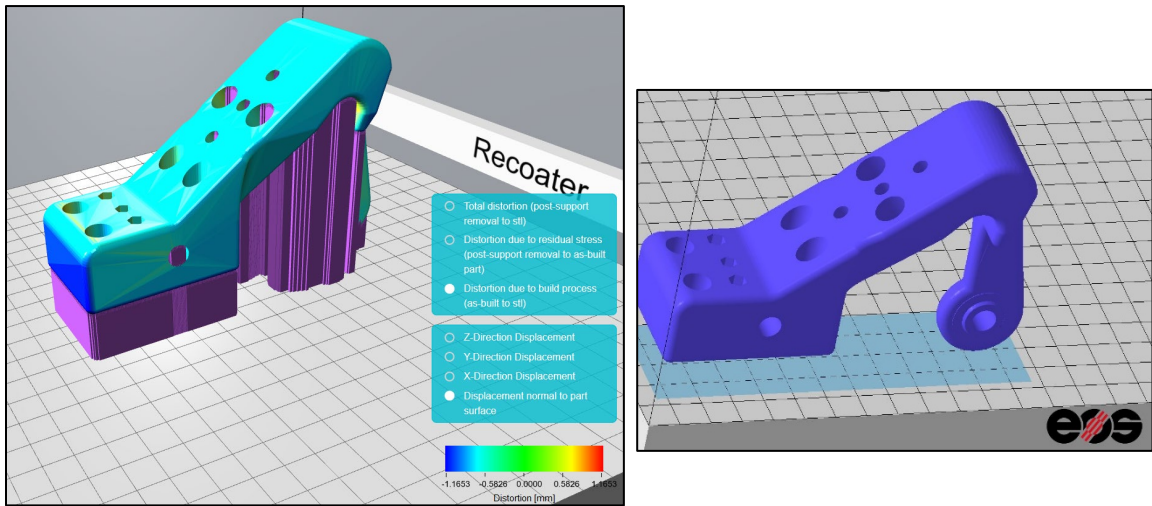 Recoater
Total distortion (post-support
removal to stl)
Distortion due to residual stress
(post-support removal to as-built
part)
Distortion due to build process
(as-built to stl)
Z-Direction Displacement
Y-Direction Displacement
X-Direction Displacement
Displacement normal to part
surface
-1.1653 -0.5826 0.0000 0.5826 1.1653
Distortion [mm]
eos